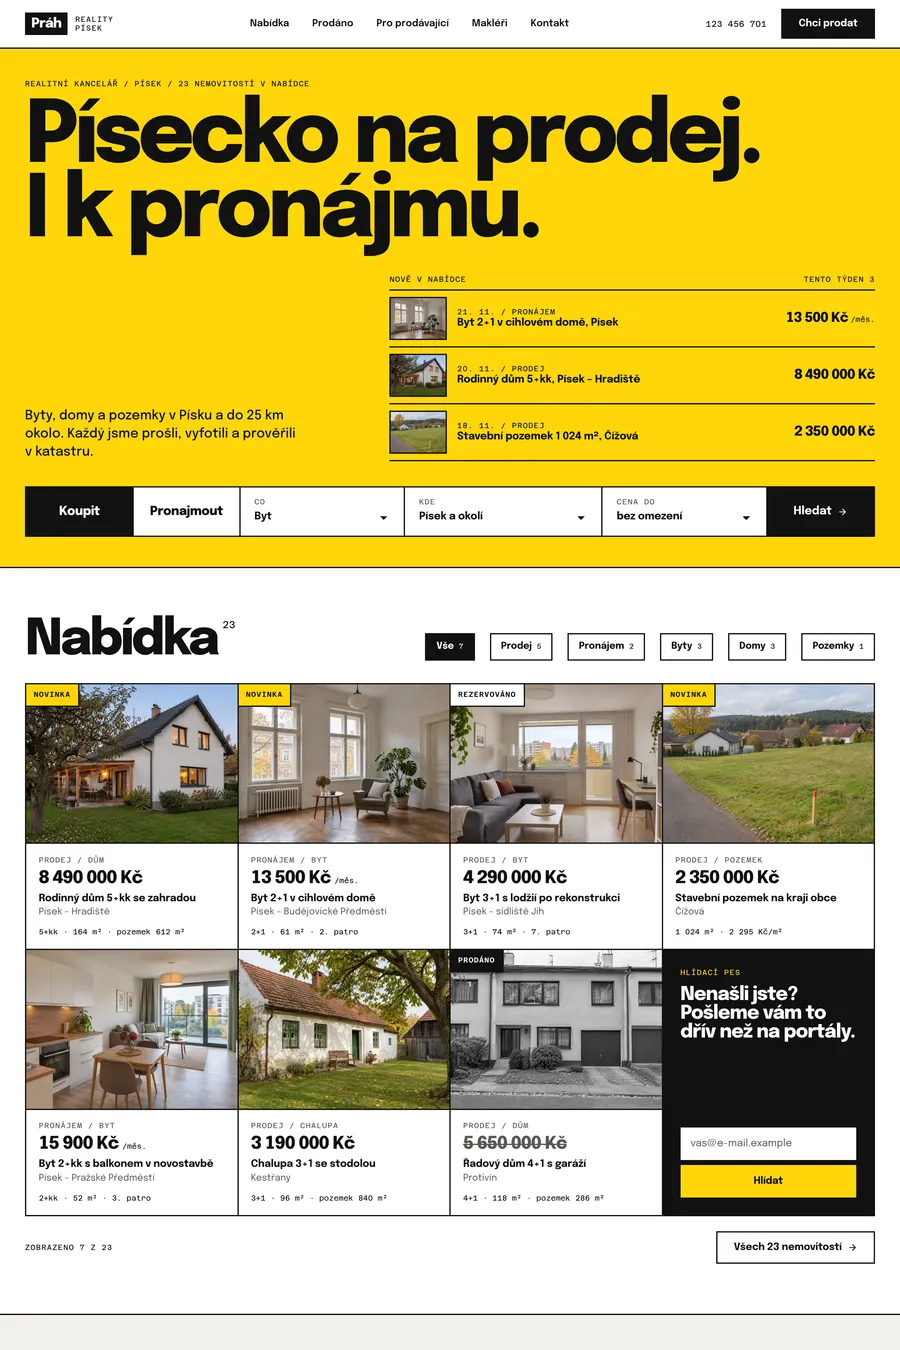 Práh
REALITY
PÍSEK
Nabídka
Prodáno
Pro prodávající
Makléři
Kontakt
123 456 701
Chci prodat
REALITNÍ KANCELÁŘ / PÍSEK / 23 NEMOVITOSTÍ V NABÍDCE
Písecko na prodej.
I k pronájmu.
NOVĚ V NABÍDCE
TENTO TÝDEN 3
21. 11. / PRONÁJEM
Byt 2+1 v cihlovém domě, Písek
13 500 Kč /měs.
20. 11. / PRODEJ
Rodinný dům 5+kk, Písek – Hradiště
8 490 000 Kč
18. 11. / PRODEJ
Stavební pozemek 1 024 m², Čížová
2 350 000 Kč
Byty, domy a pozemky v Písku a do 25 km
okolo. Každý jsme prošli, vyfotili a prověřili
v katastru.
Koupit
Pronajmout
CO
Byt
KDE
Písek a okolí
CENA DO
bez omezení
Hledat →
Nabídka 23
Vše 7
Prodej 5
Pronájem 2
Byty 3
Domy 3
Pozemky 1
NOVINKA
PRODEJ / DŮM
8 490 000 Kč
Rodinný dům 5+kk se zahradou
Písek – Hradiště
5+kk · 164 m² · pozemek 612 m²
NOVINKA
PRONÁJEM / BYT
13 500 Kč /měs.
Byt 2+1 v cihlovém domě
Písek – Budějovické Předměstí
2+1 · 61 m² · 2. patro
REZERVOVÁNO
PRODEJ / BYT
4 290 000 Kč
Byt 3+1 s lodžií po rekonstrukci
Písek – sídliště Jih
3+1 · 74 m² · 7. patro
NOVINKA
PRODEJ / POZEMEK
2 350 000 Kč
Stavební pozemek na kraji obce
Čížová
1 024 m² · 2 295 Kč/m²
PRONÁJEM / BYT
15 900 Kč /měs.
Byt 2+kk s balkonem v novostavbě
Písek – Pražské Předměstí
2+kk · 52 m² · 3. patro
PRODEJ / CHALUPA
3 190 000 Kč
Chalupa 3+1 se stodolou
Kestřany
3+1 · 96 m² · pozemek 840 m²
PRODÁNO
PRODEJ / DŮM
5 650 000 Kč
Řadový dům 4+1 s garáží
Protivín
4+1 · 118 m² · pozemek 286 m²
HLÍDACÍ PES
Nenašli jste?
Pošleme vám to
dřív než na portály.
vas@e-mail.example
Hlídat
ZOBRAZENO 7 Z 23
Všech 23 nemovitostí →